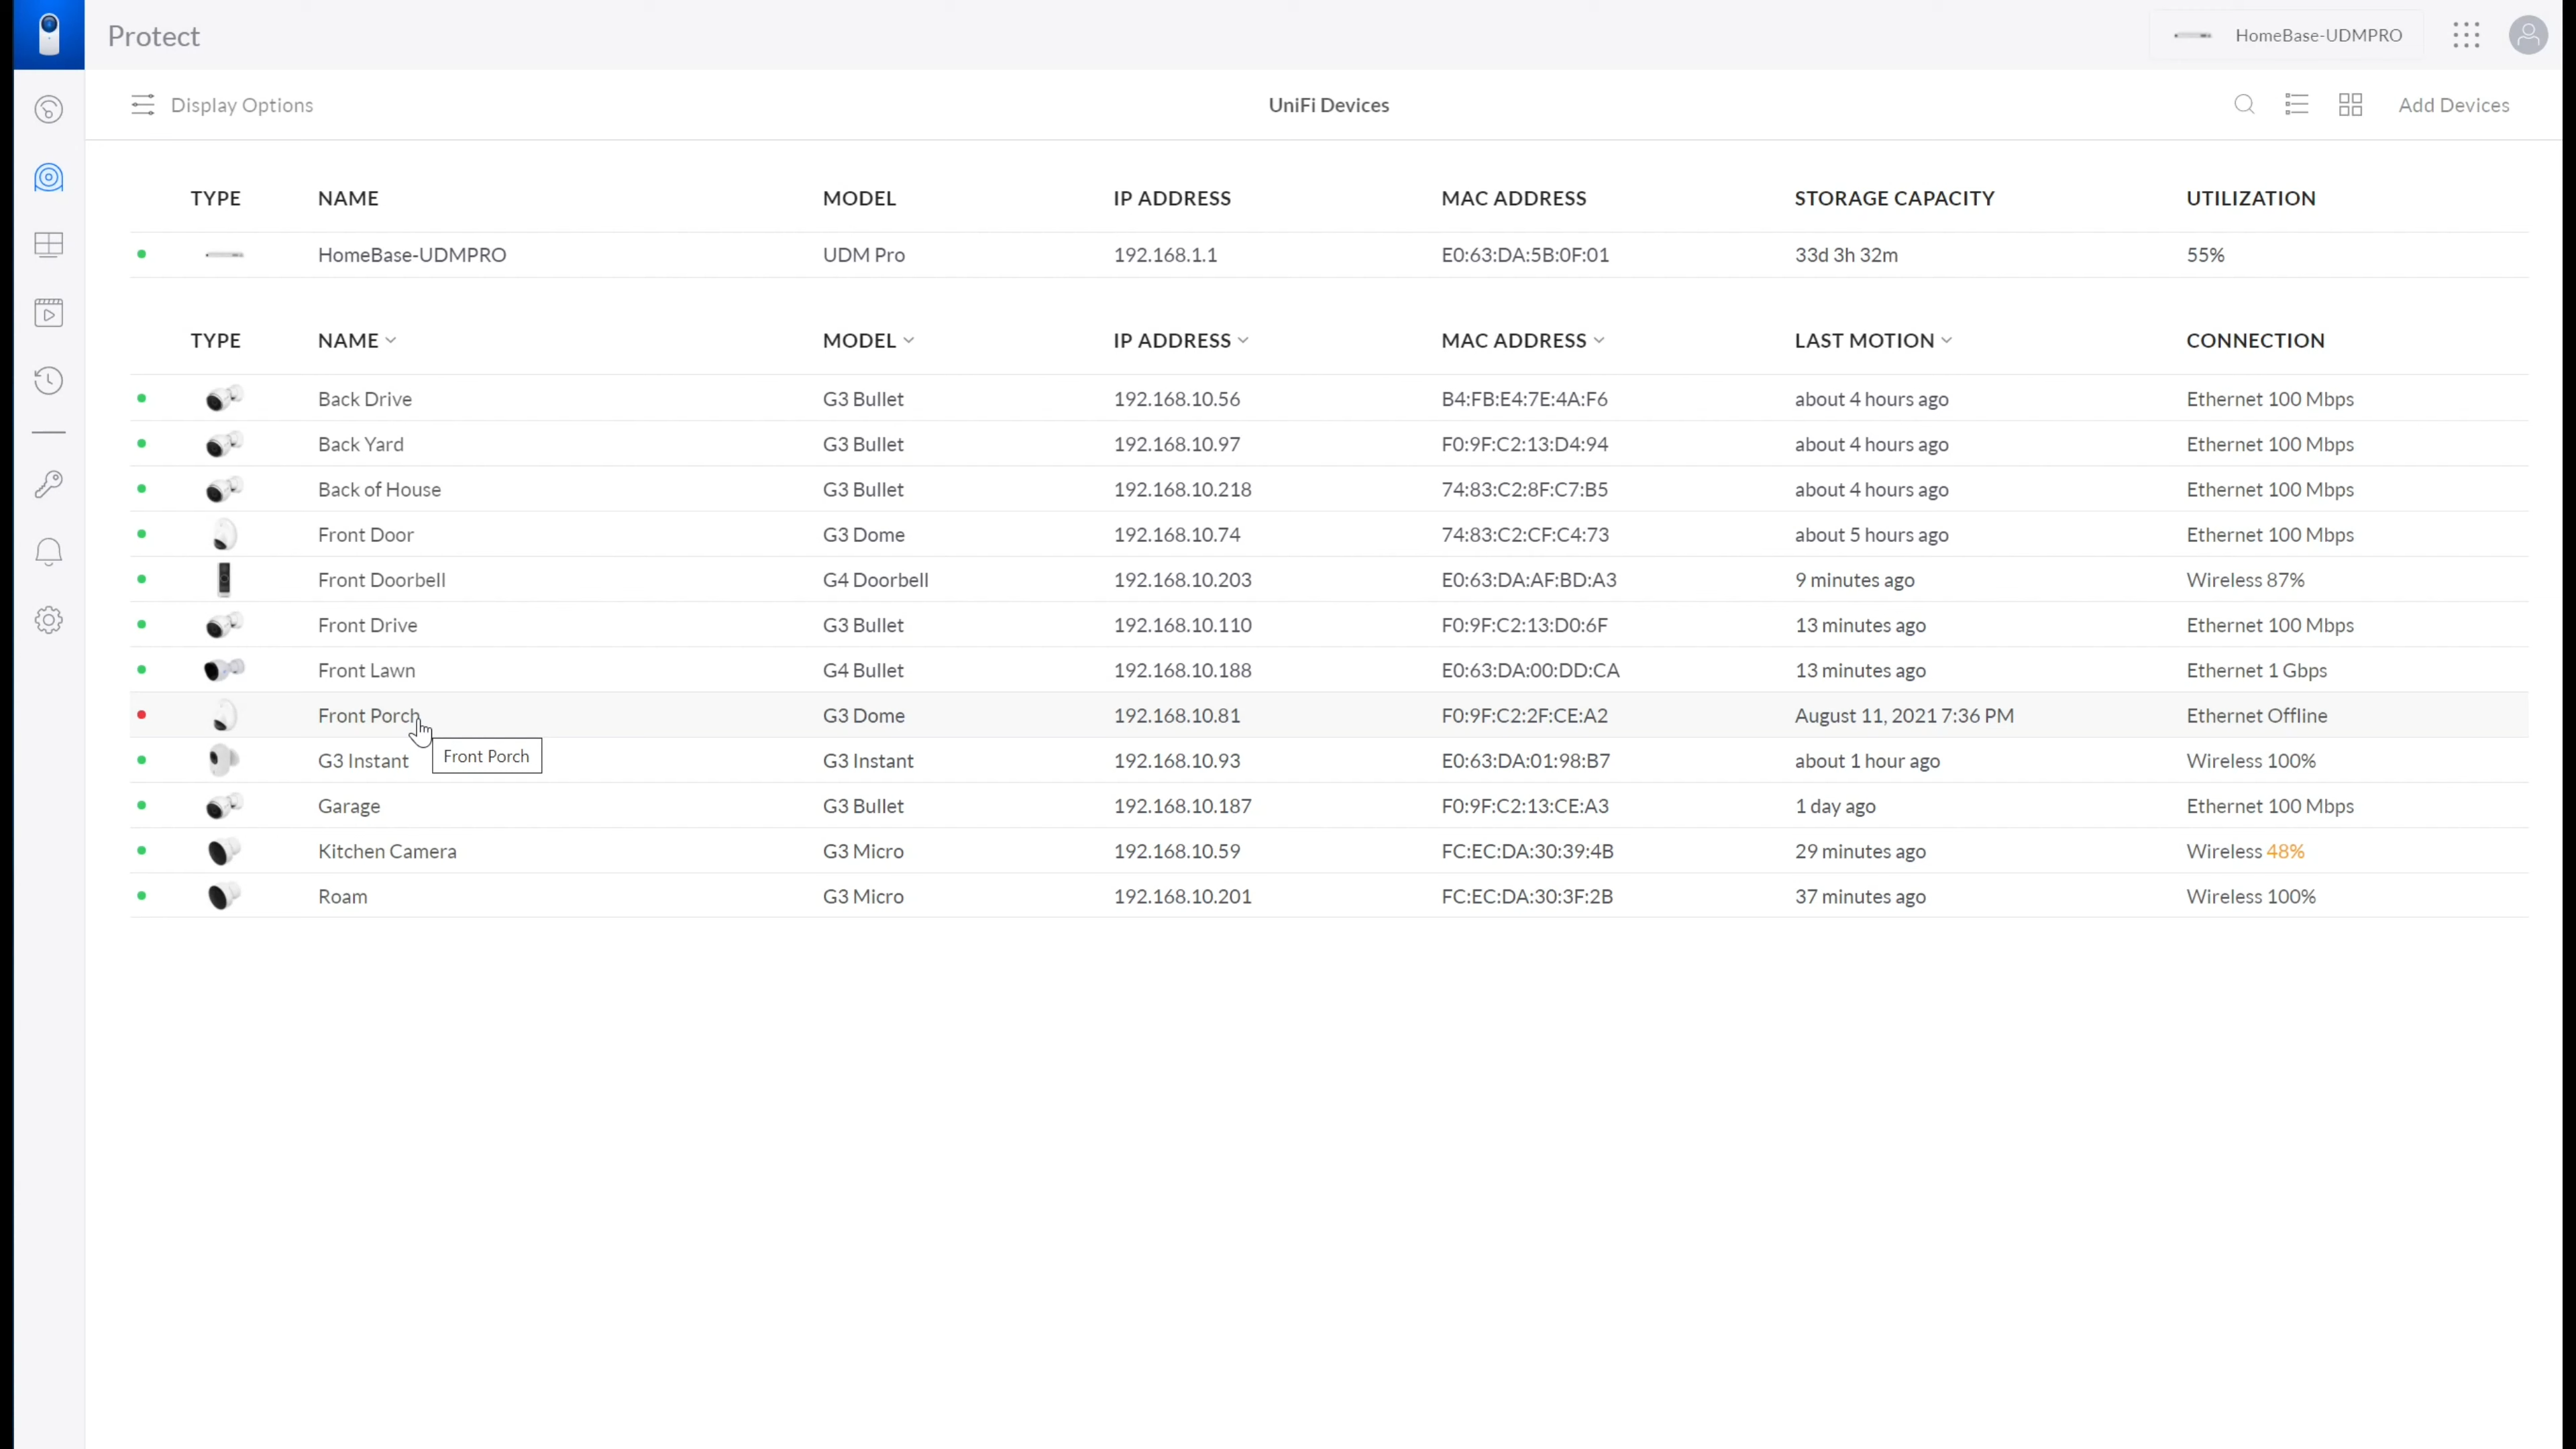 Protect
HomeBase-UDMPRO
Display Options
UniFi Devices
Add Devices
TYPE NAME MODEL IP ADDRESS MAC ADDRESS STORAGE CAPACITY UTILIZATION
HomeBase-UDMPRO UDM Pro 192.168.1.1 E0:63:DA:5B:0F:01 33d 3h 32m 55%
TYPE NAME MODEL IP ADDRESS MAC ADDRESS LAST MOTION CONNECTION
Back Drive G3 Bullet 192.168.10.56 B4:FB:E4:7E:4A:F6 about 4 hours ago Ethernet 100 Mbps
Back Yard G3 Bullet 192.168.10.97 F0:9F:C2:13:D4:94 about 4 hours ago Ethernet 100 Mbps
Back of House G3 Bullet 192.168.10.218 74:83:C2:8F:C7:B5 about 4 hours ago Ethernet 100 Mbps
Front Door G3 Dome 192.168.10.74 74:83:C2:CF:C4:73 about 5 hours ago Ethernet 100 Mbps
Front Doorbell G4 Doorbell 192.168.10.203 E0:63:DA:AF:BD:A3 9 minutes ago Wireless 87%
Front Drive G3 Bullet 192.168.10.110 F0:9F:C2:13:D0:6F 13 minutes ago Ethernet 100 Mbps
Front Lawn G4 Bullet 192.168.10.188 E0:63:DA:00:DD:CA 13 minutes ago Ethernet 1 Gbps
Front Porch G3 Dome 192.168.10.81 F0:9F:C2:2F:CE:A2 August 11, 2021 7:36 PM Ethernet Offline
Front Porch
G3 Instant G3 Instant 192.168.10.93 E0:63:DA:01:98:B7 about 1 hour ago Wireless 100%
Garage G3 Bullet 192.168.10.187 F0:9F:C2:13:CE:A3 1 day ago Ethernet 100 Mbps
Kitchen Camera G3 Micro 192.168.10.59 FC:EC:DA:30:39:4B 29 minutes ago Wireless 48%
Roam G3 Micro 192.168.10.201 FC:EC:DA:30:3F:2B 37 minutes ago Wireless 100%